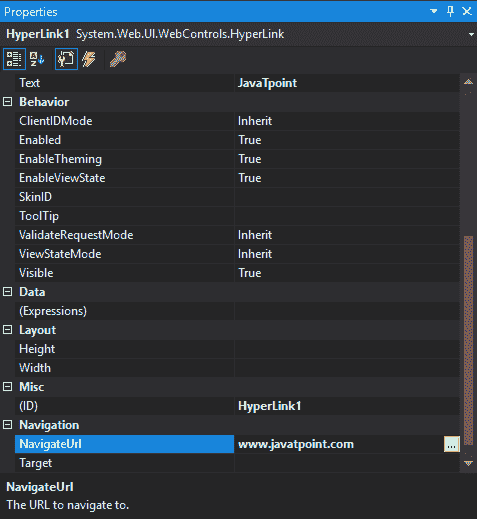 Properties
HyperLink1 System.Web.UI.WebControls.HyperLink
Text JavaTpoint
Behavior
ClientIDMode Inherit
Enabled True
EnableTheming True
EnableViewState True
SkinID
ToolTip
ValidateRequestMode Inherit
ViewStateMode Inherit
Visible True
Data
(Expressions)
Layout
Height
Width
Misc
(ID) HyperLink1
Navigation
NavigateUrl www.javatpoint.com ...
Target
NavigateUrl
The URL to navigate to.